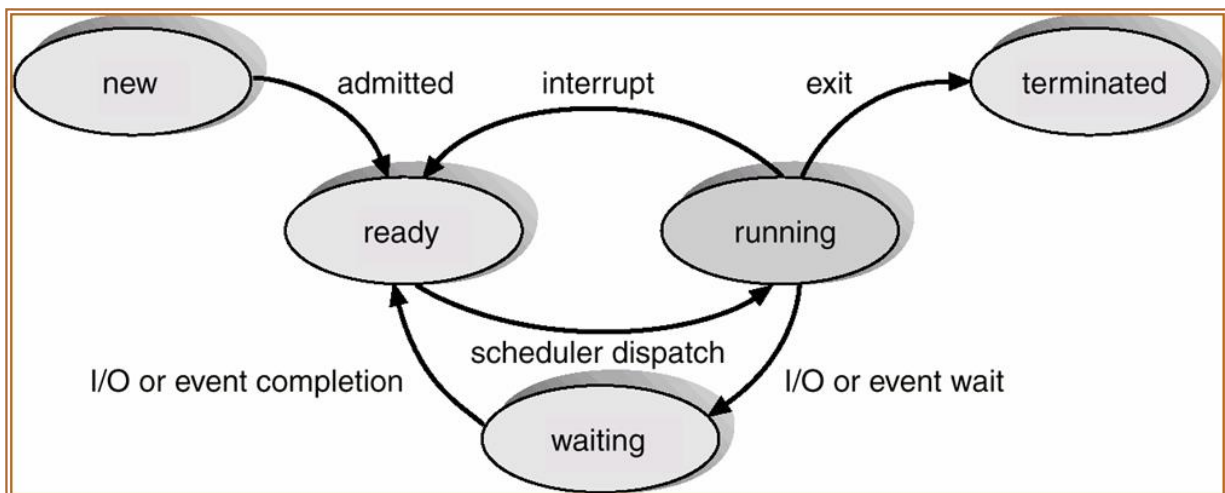 new
admitted
interrupt
exit
terminated
ready
running
scheduler dispatch
I/O or event completion
I/O or event wait
waiting